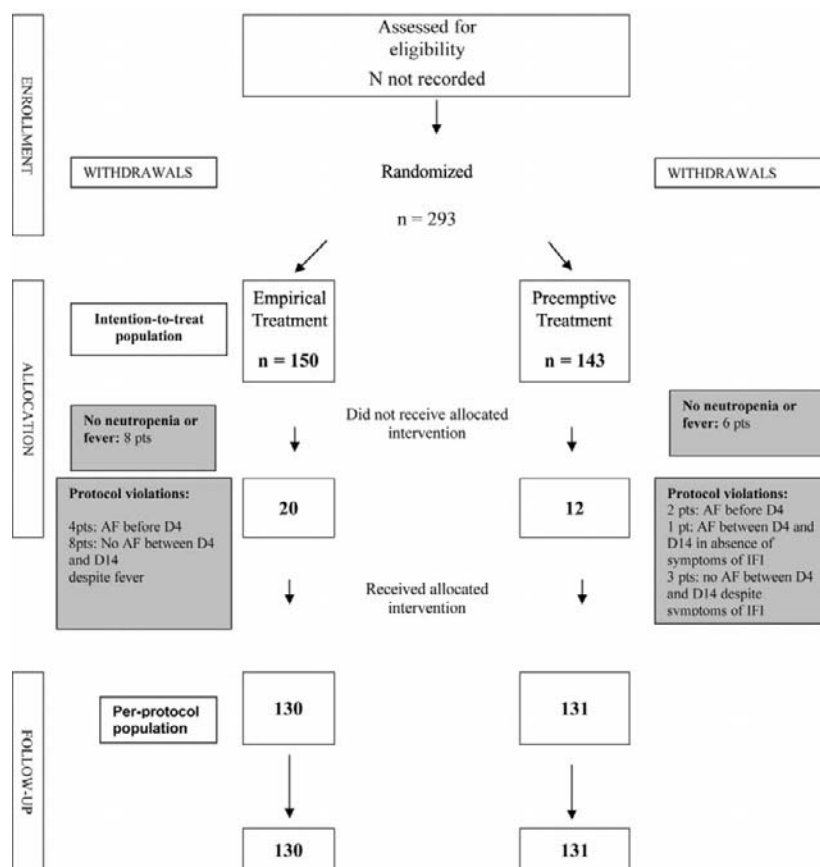 Assessed for
eligibility
N not recorded
ENROLLMENT
WITHDRAWALS
Randomized
WITHDRAWALS
n = 293
ALLOCATION
Intention-to-treat
population
Empirical
Treatment
n = 150
Preemptive
Treatment
n = 143
No neutropenia or
fever: 8 pts
Did not receive allocated
intervention
No neutropenia or
fever: 6 pts
Protocol violations:
4pts: AF before D4
8pts: No AF between D4
and D14
despite fever
20
12
Protocol violations:
2 pts: AF before D4
1 pt: AF between D4 and
D14 in absence of
symptoms of IFI
3 pts: no AF between D4
and D14 despite
symptoms of IFI
Received allocated
intervention
FOLLOW-UP
Per-protocol
population
130
131
130
131